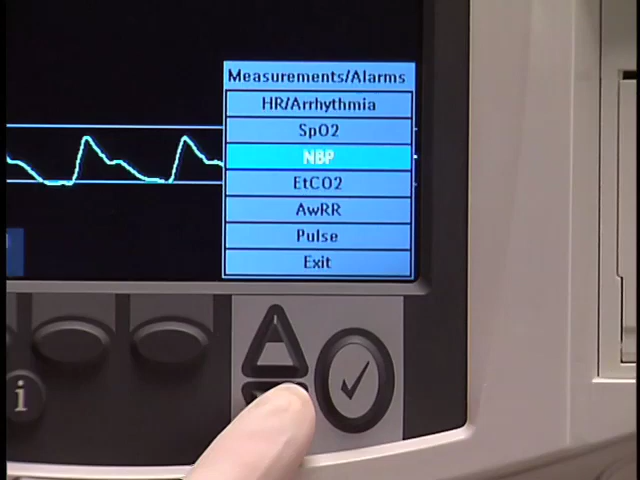 Measurements/Alarms
HR/Arrhythmia
SpO2
NBP
EtCO2
AwRR
Pulse
Exit
i